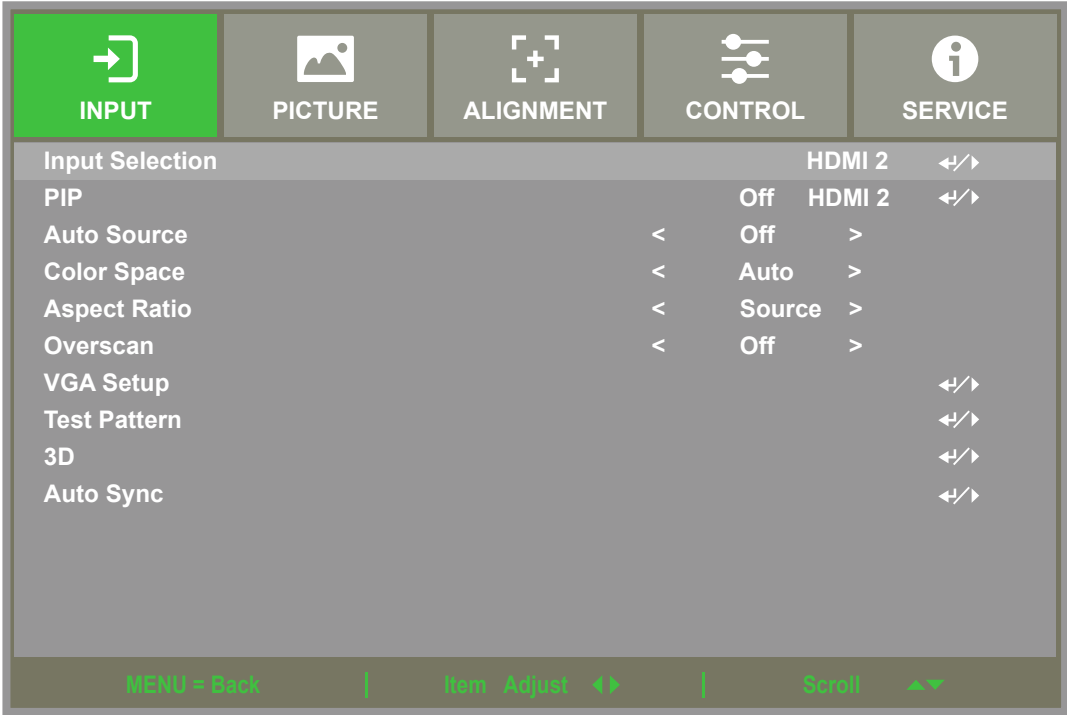 INPUT PICTURE ALIGNMENT CONTROL SERVICE
Input Selection HDMI 2
PIP Off HDMI 2
Auto Source < Off >
Color Space < Auto >
Aspect Ratio < Source >
Overscan < Off >
VGA Setup
Test Pattern
3D
Auto Sync
MENU = Back | Item Adjust | Scroll